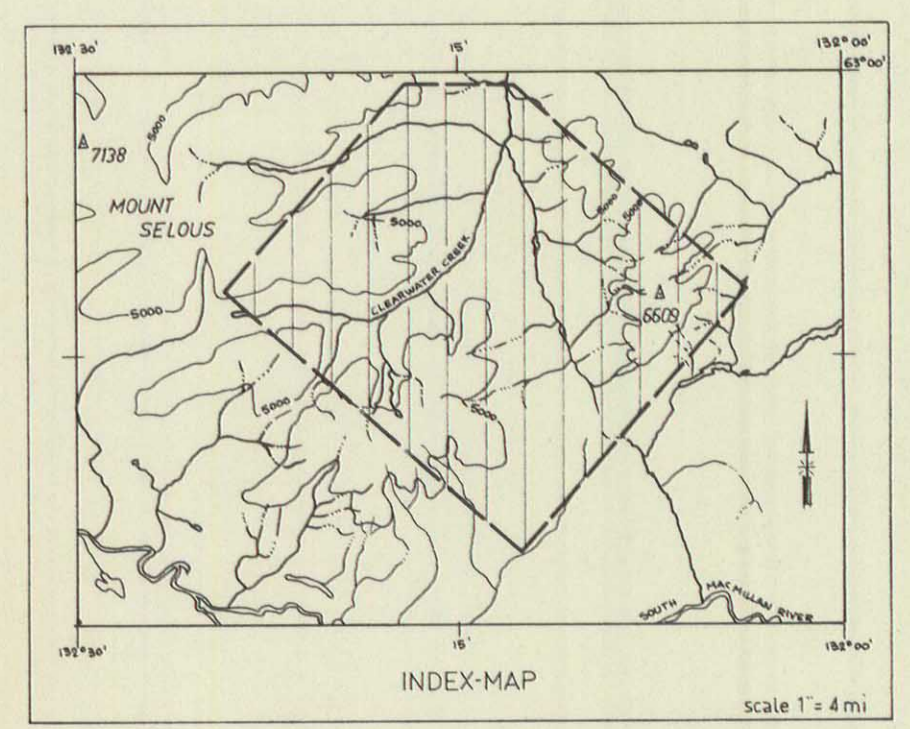 132° 30' 15' 132° 00'
63° 00'
5000
7138
MOUNT
SELOUS
5000
5000 5000
CLEARWATER CREEK
6609
5000
5000
5000
SOUTH MACMILLAN RIVER
132° 30' 15' 132° 00'
INDEX-MAP
scale 1" = 4 mi